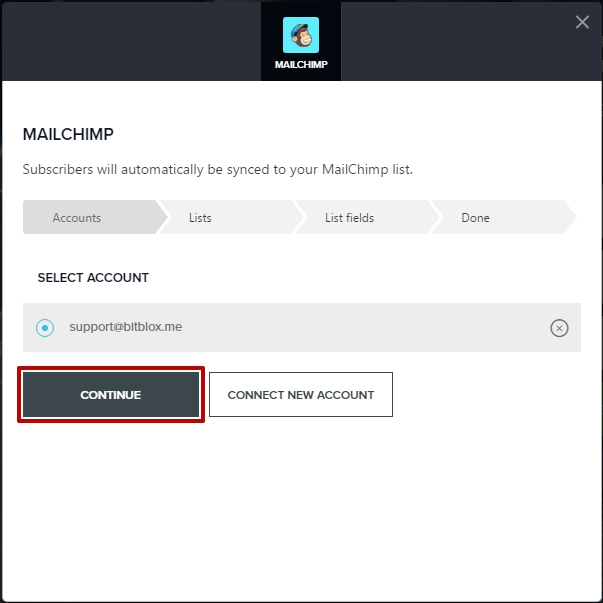 MAILCHIMP
MAILCHIMP
Subscribers will automatically be synced to your MailChimp list.
Accounts
Lists
List fields
Done
SELECT ACCOUNT
support@bitblox.me
CONTINUE
CONNECT NEW ACCOUNT